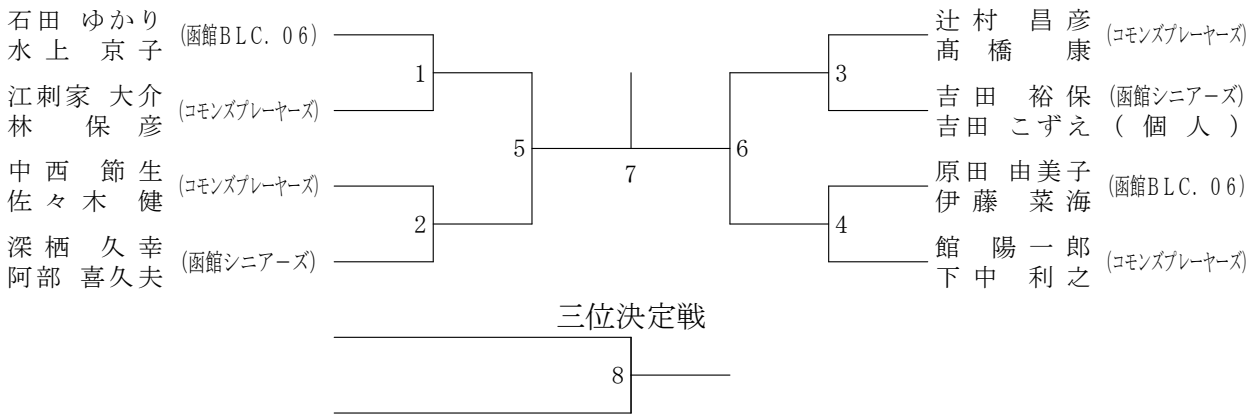 石田 ゆかり (函館BLC. 06)
水上 京子
1
江刺家 大介 (コモンズプレーヤーズ)
林 保彦
5
中西 節生 (コモンズプレーヤーズ)
佐々木 健
2
深栖 久幸 (函館シニアーズ)
阿部 喜久夫
7
辻村 昌彦 (コモンズプレーヤーズ)
髙橋 康
3
吉田 裕保 (函館シニアーズ)
吉田 こずえ (個人)
6
原田 由美子 (函館BLC. 06)
伊藤 菜海
4
館 陽一郎 (コモンズプレーヤーズ)
下中 利之
三位決定戦
8